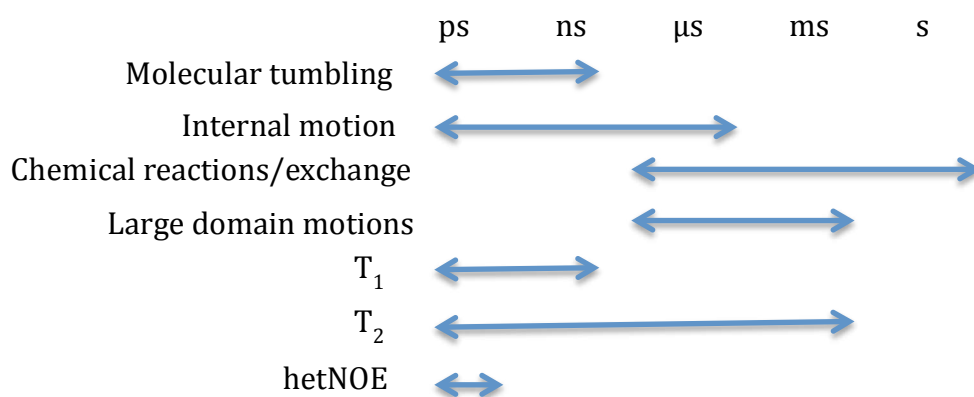 ps ns μs ms s
Molecular tumbling
Internal motion
Chemical reactions/exchange
Large domain motions
T₁
T₂
hetNOE